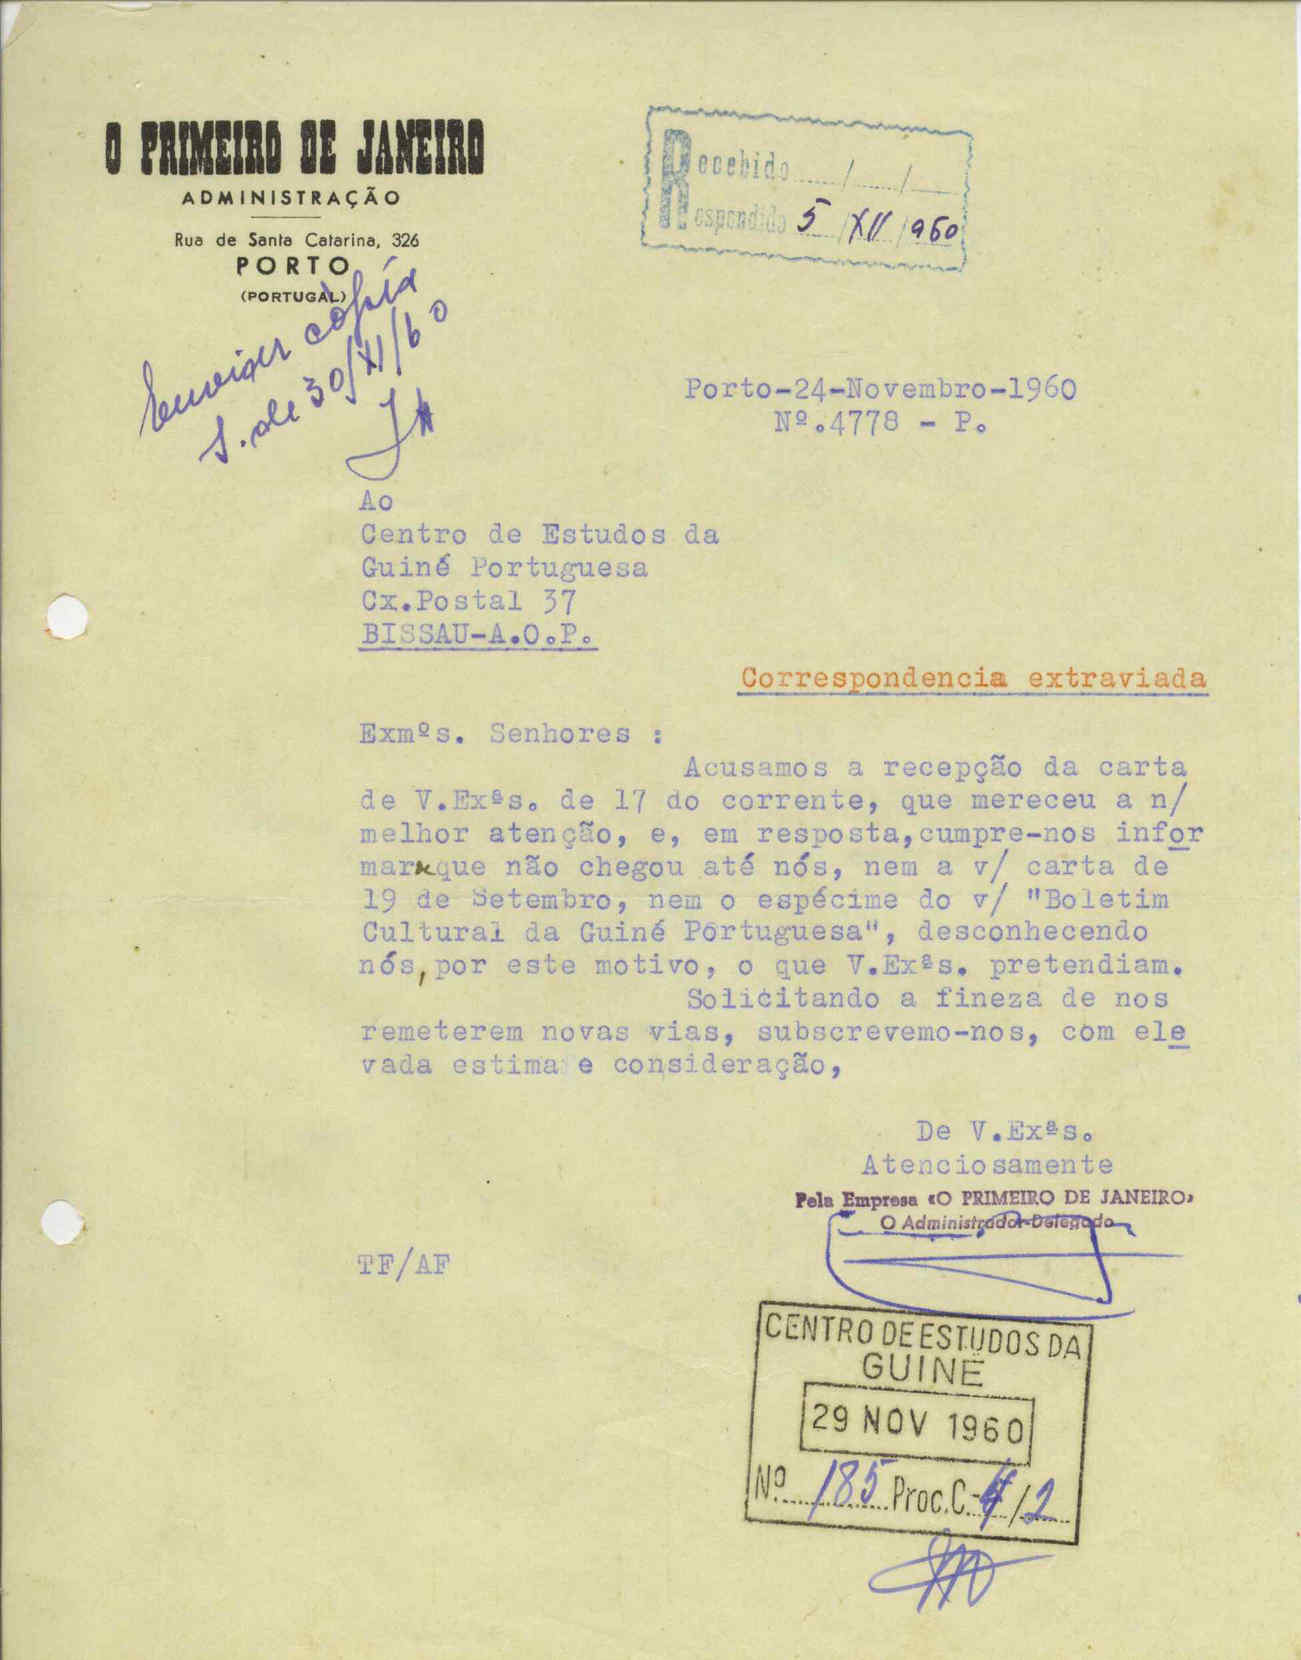 O PRIMEIRO DE JANEIRO
ADMINISTRAÇÃO
Rua de Santa Catarina, 326
PORTO
(PORTUGAL)
Recebido / /
Respondido 5 / XII / 960
Enviar còpia
S. de 30/XI/60
Porto-24-Novembro-1960
Nº.4778 - P.
Ao
Centro de Estudos da
Guiné Portuguesa
Cx.Postal 37
BISSAU-A.O.P.
Correspondencia extraviada
Exmºs. Senhores :
Acusamos a recepção da carta
de V.Exªs. de 17 do corrente, que mereceu a n/
melhor atenção, e, em resposta,cumpre-nos infor
mar que não chegou até nós, nem a v/ carta de
19 de Setembro, nem o espécime do v/ "Boletim
Cultural da Guiné Portuguesa", desconhecendo
nós,por este motivo, o que V.Exªs. pretendiam.
Solicitando a fineza de nos
remeterem novas vias, subscrevemo-nos, com ele
vada estima e consideração,
De V.Exªs.
Atenciosamente
Pela Empresa «O PRIMEIRO DE JANEIRO»
O Administrador-Delegado
TF/AF
CENTRO DE ESTUDOS DA
GUINÉ
29 NOV 1960
Nº 185 Proc. C-4/2